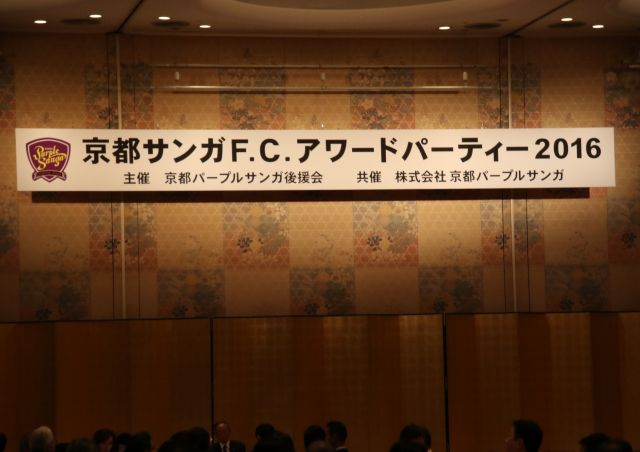 Purple
Sanga
京都サンガF.C.アワードパーティー2016
主催 京都パープルサンガ後援会 共催 株式会社 京都パープルサンガ